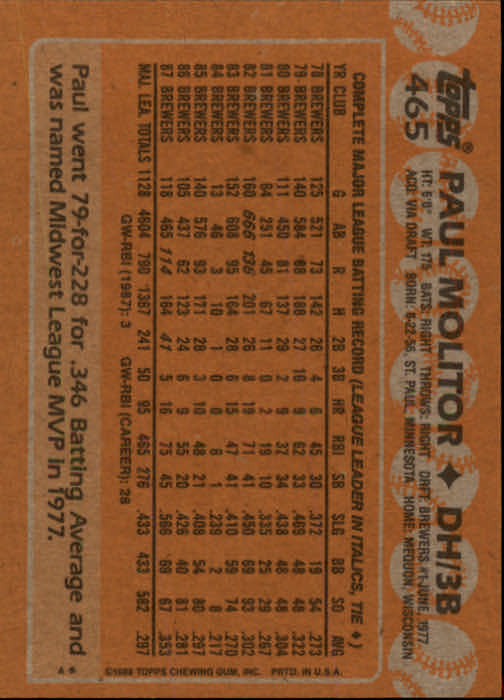 topps® PAUL MOLITOR ♦ DH/3B
465
HT: 6'0" WT: 175 BATS: RIGHT THROWS: RIGHT DRFT: BREWERS #1-JUNE, 1977
ACQ: VIA DRAFT BORN: 8-22-56, ST. PAUL, MINNESOTA HOME: MEQUON, WISCONSIN
COMPLETE MAJOR LEAGUE BATTING RECORD (LEAGUE LEADER IN ITALICS, TIE ♦)
YR CLUB G AB R H 2B 3B HR RBI SB SLG BB SO AVG
78 BREWERS 125 521 73 142 26 4 6 45 30 .372 19 54 .273
79 BREWERS 140 584 88 188 27 16 9 62 33 .469 48 48 .322
80 BREWERS 111 450 81 137 29 2 9 37 34 .438 48 48 .304
81 BREWERS 64 251 45 67 11 0 2 19 10 .335 25 29 .267
82 BREWERS 160 666 136 201 26 8 19 71 41 .450 69 93 .302
83 BREWERS 152 608 95 164 28 6 15 47 41 .410 59 74 .270
84 BREWERS 13 46 3 10 1 0 0 6 1 .239 2 8 .217
85 BREWERS 140 576 93 171 28 3 10 48 21 .408 54 80 .297
86 BREWERS 105 437 62 123 24 6 9 55 20 .426 40 81 .281
87 BREWERS 118 465 114 164 41 5 16 75 45 .566 69 67 .353
MAJ. LEA. TOTALS 1128 4604 790 1367 241 50 95 465 276 .433 433 582 .297
GW-RBI (1987): 3 GW-RBI (CAREER): 28
©1988 TOPPS CHEWING GUM, INC. PRTD. IN U.S.A.
Paul went 79-for-228 for .346 Batting Average and
was named Midwest League MVP in 1977.